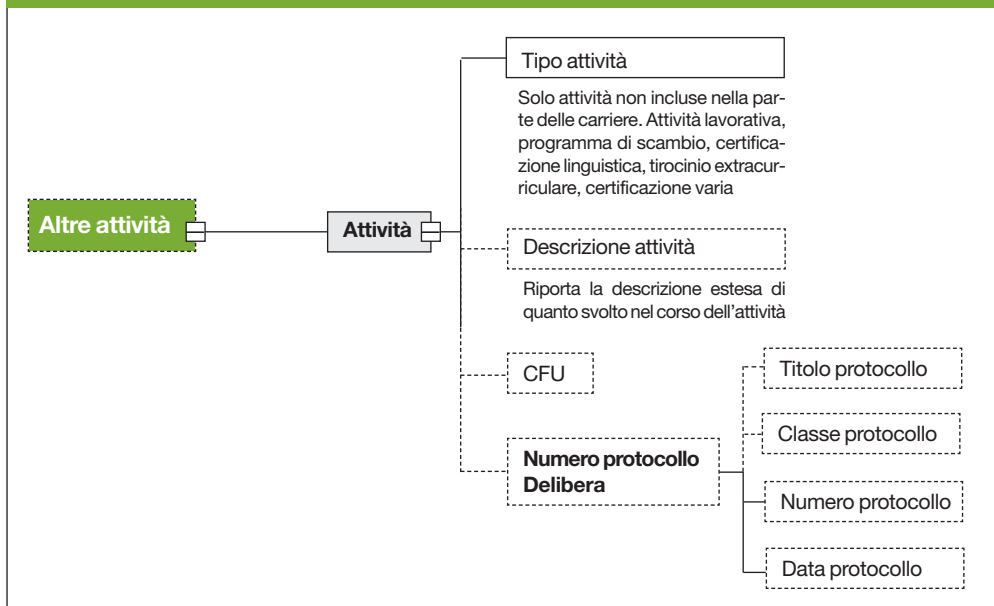 Tipo attività
Solo attività non incluse nella par-
te delle carriere. Attività lavorativa,
programma di scambio, certifica-
zione linguistica, tirocinio extracur-
riculare, certificazione varia
Altre attività
Attività
Descrizione attività
Riporta la descrizione estesa di
quanto svolto nel corso dell'attività
CFU
Numero protocollo
Delibera
Titolo protocollo
Classe protocollo
Numero protocollo
Data protocollo